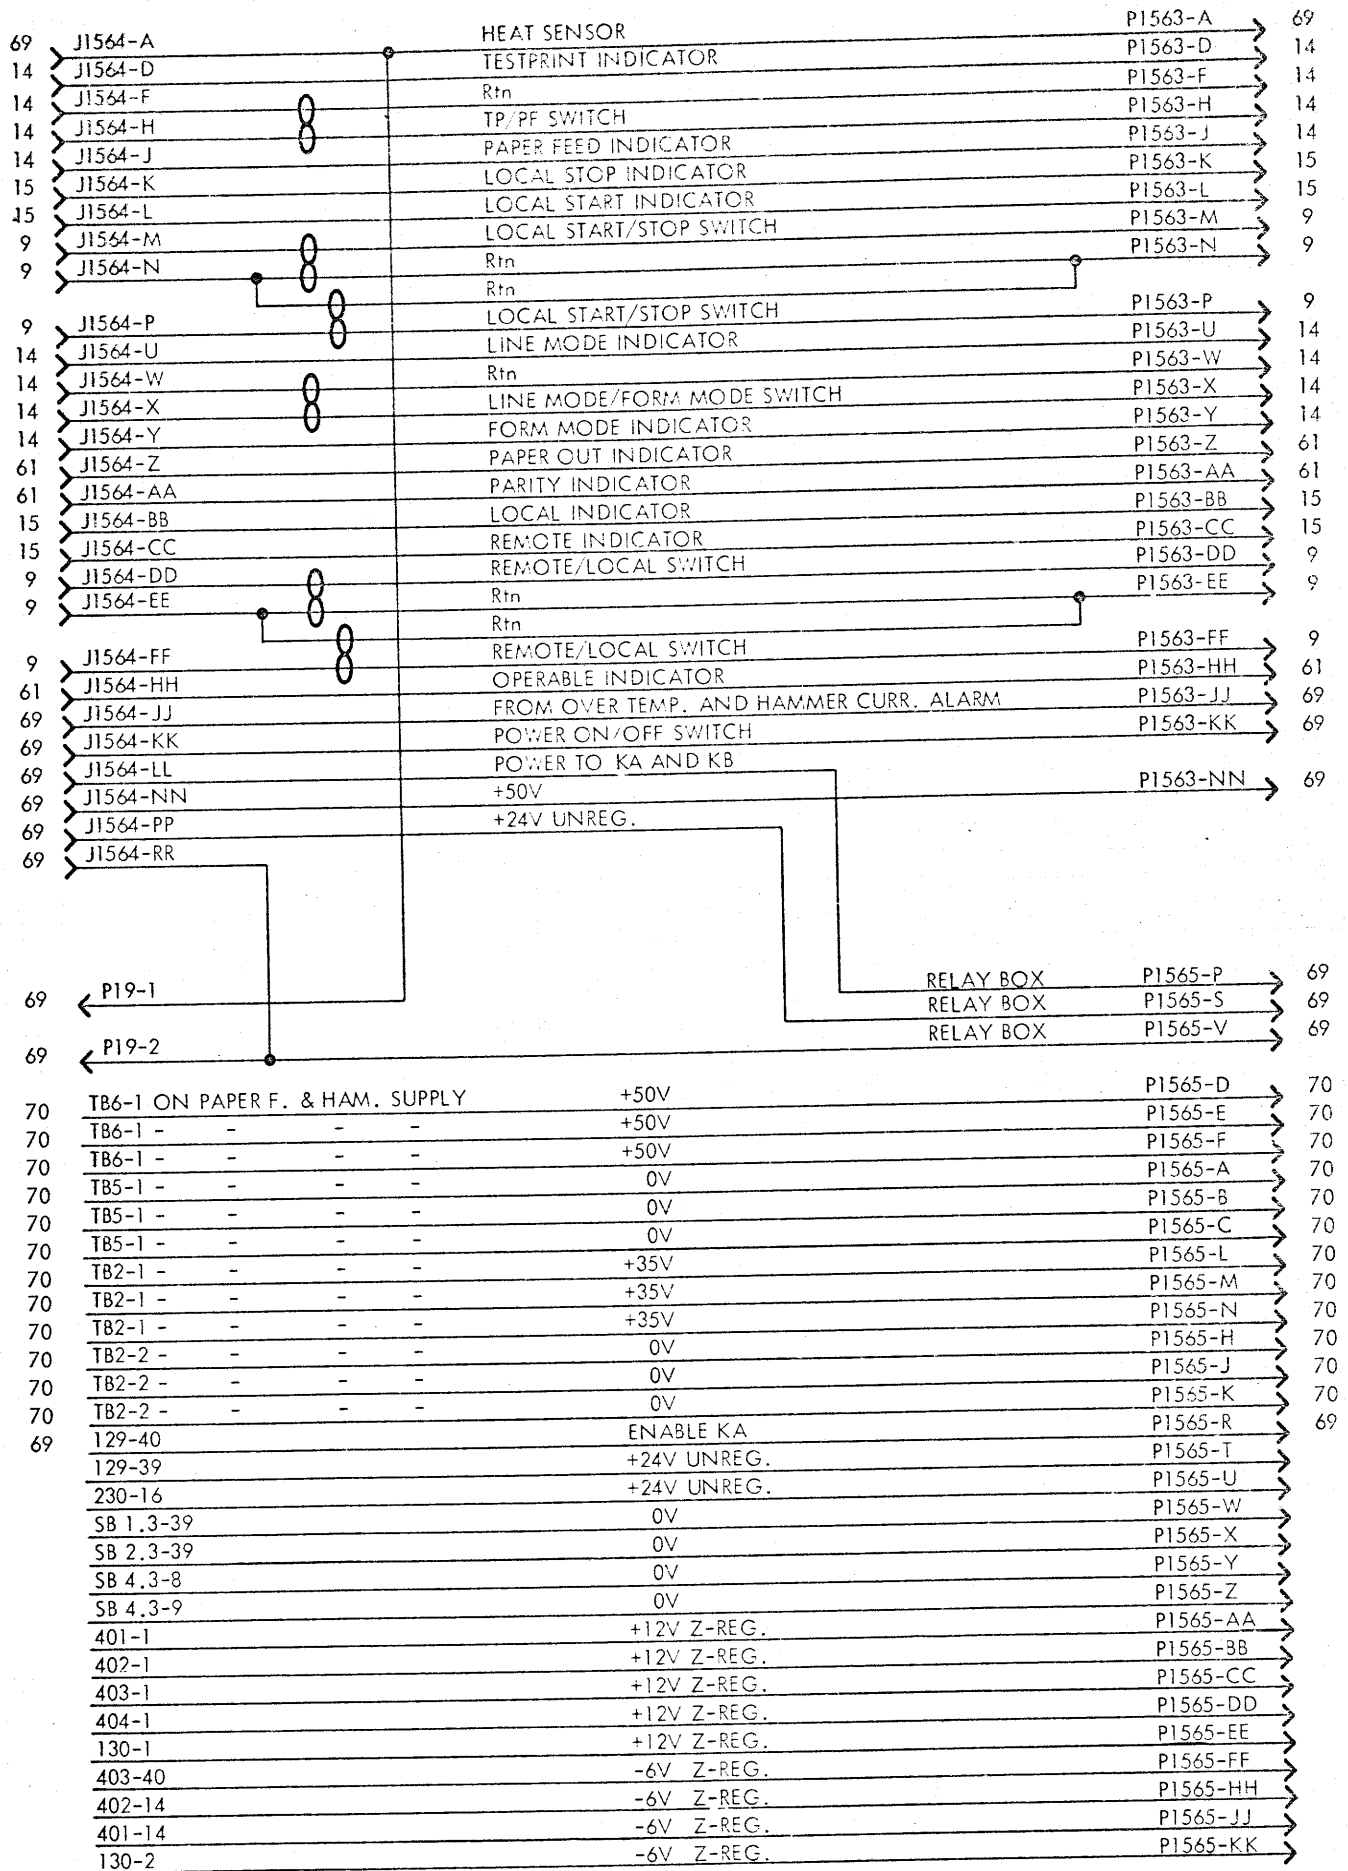 69 J1564-A HEAT SENSOR P1563-A 69
14 J1564-D TESTPRINT INDICATOR P1563-D 14
14 J1564-F Rtn P1563-F 14
14 J1564-H TP/PF SWITCH P1563-H 14
14 J1564-J PAPER FEED INDICATOR P1563-J 14
15 J1564-K LOCAL STOP INDICATOR P1563-K 15
15 J1564-L LOCAL START INDICATOR P1563-L 15
9 J1564-M LOCAL START/STOP SWITCH P1563-M 9
9 J1564-N Rtn P1563-N 9
Rtn
9 J1564-P LOCAL START/STOP SWITCH P1563-P 9
14 J1564-U LINE MODE INDICATOR P1563-U 14
14 J1564-W Rtn P1563-W 14
14 J1564-X LINE MODE/FORM MODE SWITCH P1563-X 14
14 J1564-Y FORM MODE INDICATOR P1563-Y 14
61 J1564-Z PAPER OUT INDICATOR P1563-Z 61
61 J1564-AA PARITY INDICATOR P1563-AA 61
15 J1564-BB LOCAL INDICATOR P1563-BB 15
15 J1564-CC REMOTE INDICATOR P1563-CC 15
9 J1564-DD REMOTE/LOCAL SWITCH P1563-DD 9
9 J1564-EE Rtn P1563-EE 9
Rtn
9 J1564-FF REMOTE/LOCAL SWITCH P1563-FF 9
61 J1564-HH OPERABLE INDICATOR P1563-HH 61
69 J1564-JJ FROM OVER TEMP. AND HAMMER CURR. ALARM P1563-JJ 69
69 J1564-KK POWER ON/OFF SWITCH P1563-KK 69
69 J1564-LL POWER TO KA AND KB
69 J1564-NN +50V P1563-NN 69
69 J1564-PP +24V UNREG.
69 J1564-RR
69 P19-1 RELAY BOX P1565-P 69
RELAY BOX P1565-S 69
69 P19-2 RELAY BOX P1565-V 69
70 TB6-1 ON PAPER F. & HAM. SUPPLY +50V P1565-D 70
70 TB6-1 - - - - +50V P1565-E 70
70 TB6-1 - - - - +50V P1565-F 70
70 TB5-1 - - - - 0V P1565-A 70
70 TB5-1 - - - - 0V P1565-B 70
70 TB5-1 - - - - 0V P1565-C 70
70 TB2-1 - - - - +35V P1565-L 70
70 TB2-1 - - - - +35V P1565-M 70
70 TB2-1 - - - - +35V P1565-N 70
70 TB2-2 - - - - 0V P1565-H 70
70 TB2-2 - - - - 0V P1565-J 70
70 TB2-2 - - - - 0V P1565-K 70
69 129-40 ENABLE KA P1565-R 69
129-39 +24V UNREG. P1565-T
230-16 +24V UNREG. P1565-U
SB 1.3-39 0V P1565-W
SB 2.3-39 0V P1565-X
SB 4.3-8 0V P1565-Y
SB 4.3-9 0V P1565-Z
401-1 +12V Z-REG. P1565-AA
402-1 +12V Z-REG. P1565-BB
403-1 +12V Z-REG. P1565-CC
404-1 +12V Z-REG. P1565-DD
130-1 +12V Z-REG. P1565-EE
403-40 -6V Z-REG. P1565-FF
402-14 -6V Z-REG. P1565-HH
401-14 -6V Z-REG. P1565-JJ
130-2 -6V Z-REG. P1565-KK